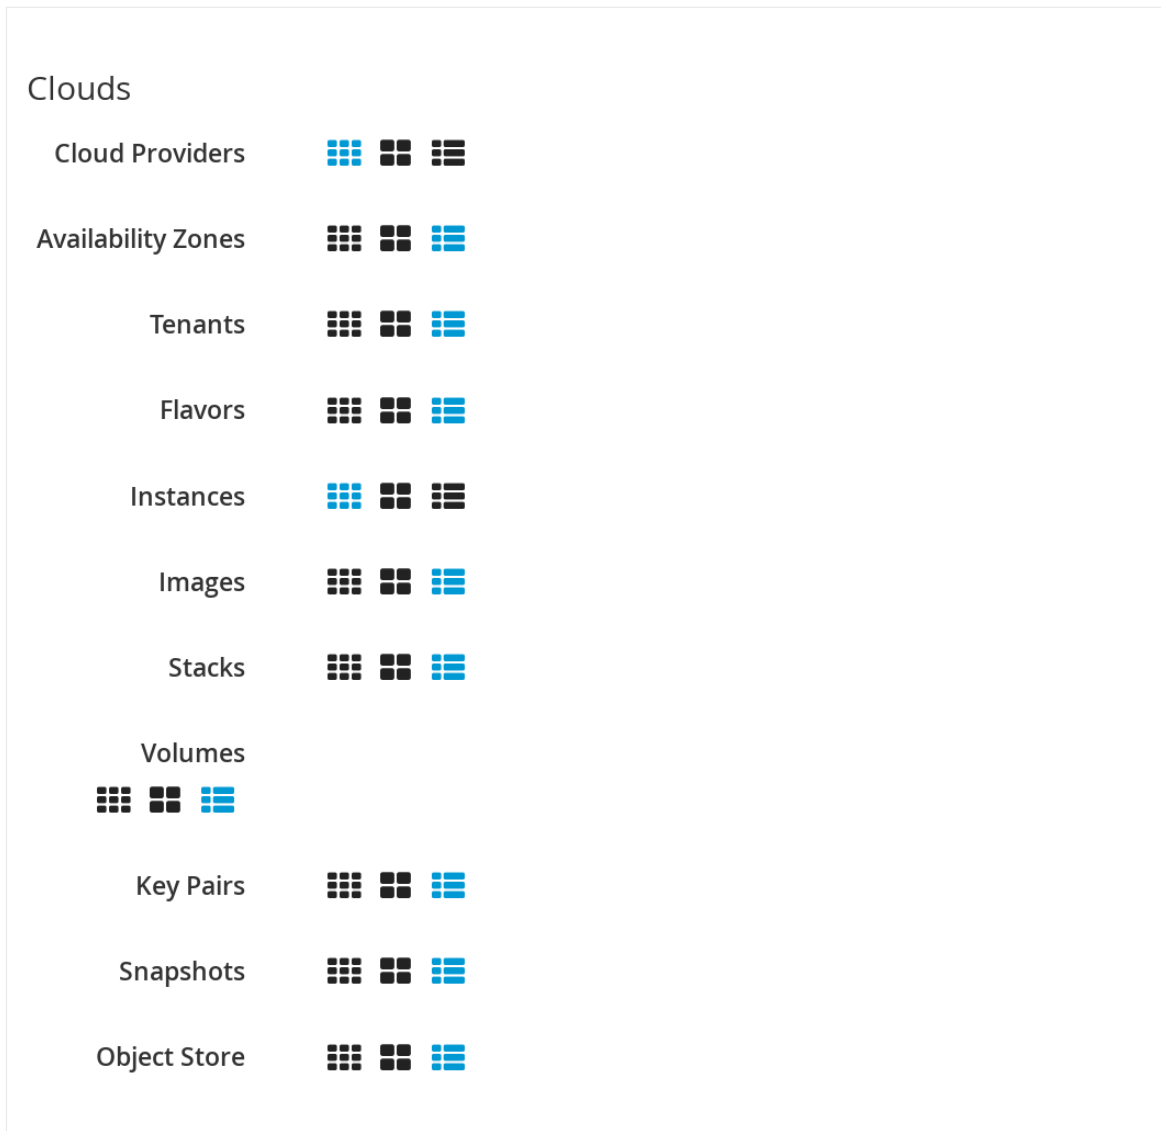 Clouds
Cloud Providers
Availability Zones
Tenants
Flavors
Instances
Images
Stacks
Volumes
Key Pairs
Snapshots
Object Store